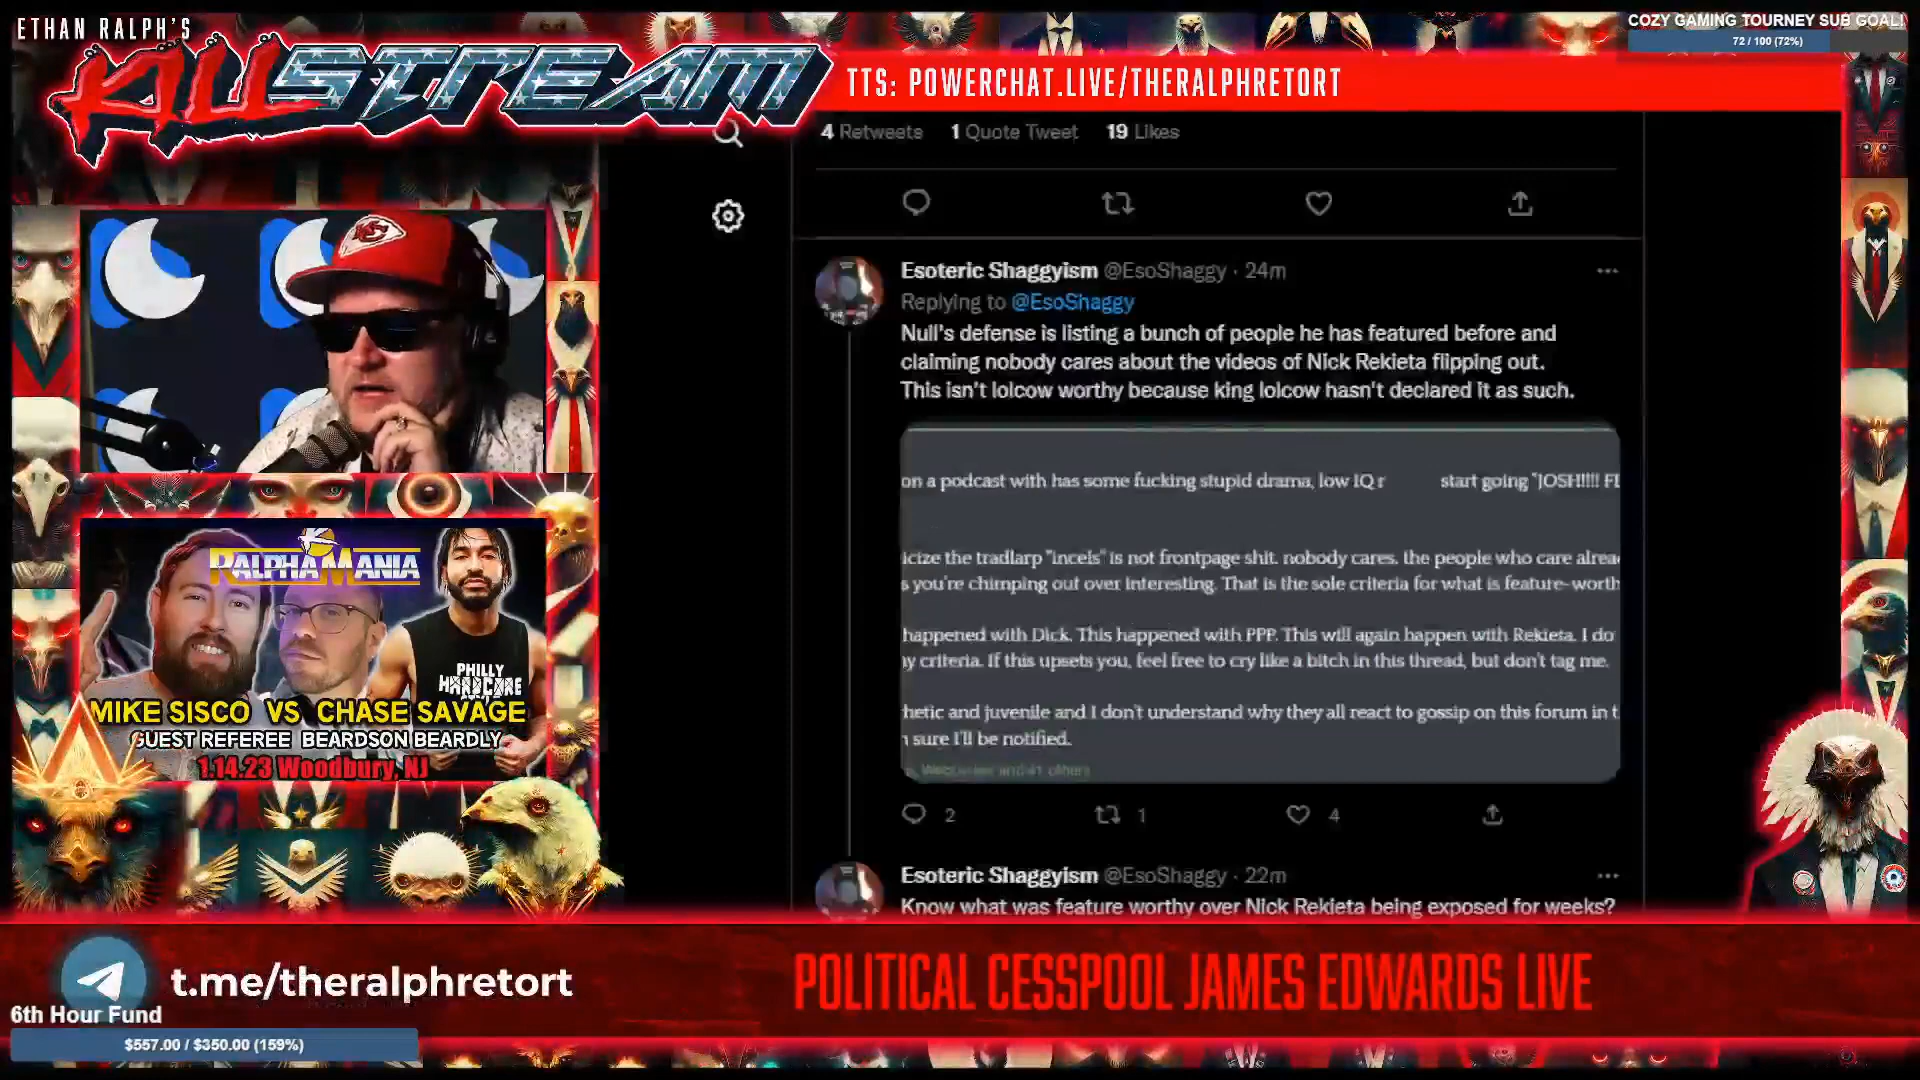 ETHAN RALPH'S
KILLSTREAM
TTS: POWERCHAT.LIVE/THERALPHRETORT
COZY GAMING TOURNEY SUB GOAL!
72 / 100 (72%)
4 Retweets 1 Quote Tweet 19 Likes
Esoteric Shaggyism @EsoShaggy · 24m
Replying to @EsoShaggy
Null's defense is listing a bunch of people he has featured before and
claiming nobody cares about the videos of Nick Rekieta flipping out.
This isn't lolcow worthy because king lolcow hasn't declared it as such.
on a podcast with has some fucking stupid drama, low IQ r start going "JOSH!!!! FL
icize the tradlarp "incels" is not frontpage shit. nobody cares. the people who care alrea
s you're chimping out over interesting. That is the sole criteria for what is feature-worth
happened with Dick. This happened with PPP. This will again happen with Rekieta. I do
y criteria. If this upsets you, feel free to cry like a bitch in this thread, but don't tag me.
hetic and juvenile and I don't understand why they all react to gossip on this forum in t
sure I'll be notified.
and 41 others
2 1 4
Esoteric Shaggyism @EsoShaggy · 22m
Know what was feature worthy over Nick Rekieta being exposed for weeks?
RALPHAMANIA
PHILLY
HARDCORE
MIKE SISCO VS CHASE SAVAGE
GUEST REFEREE BEARDSON BEARDLY
1.14.23 Woodbury, NJ
t.me/theralphretort
6th Hour Fund
$557.00 / $350.00 (159%)
POLITICAL CESSPOOL JAMES EDWARDS LIVE